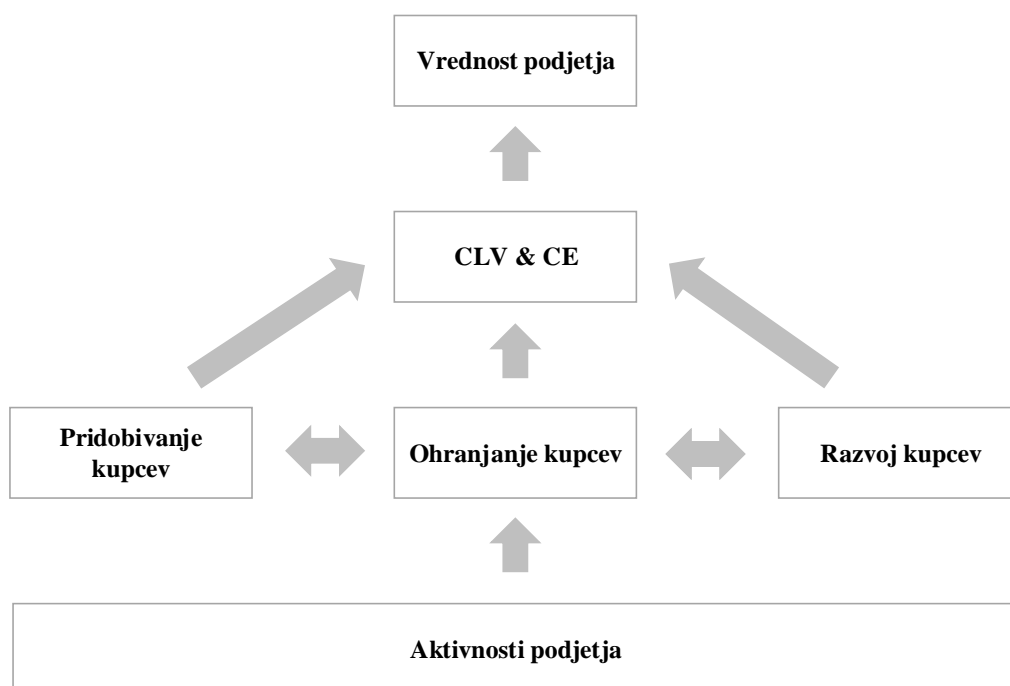 Vrednost podjetja
CLV & CE
Pridobivanje
kupcev
Ohranjanje kupcev
Razvoj kupcev
Aktivnosti podjetja